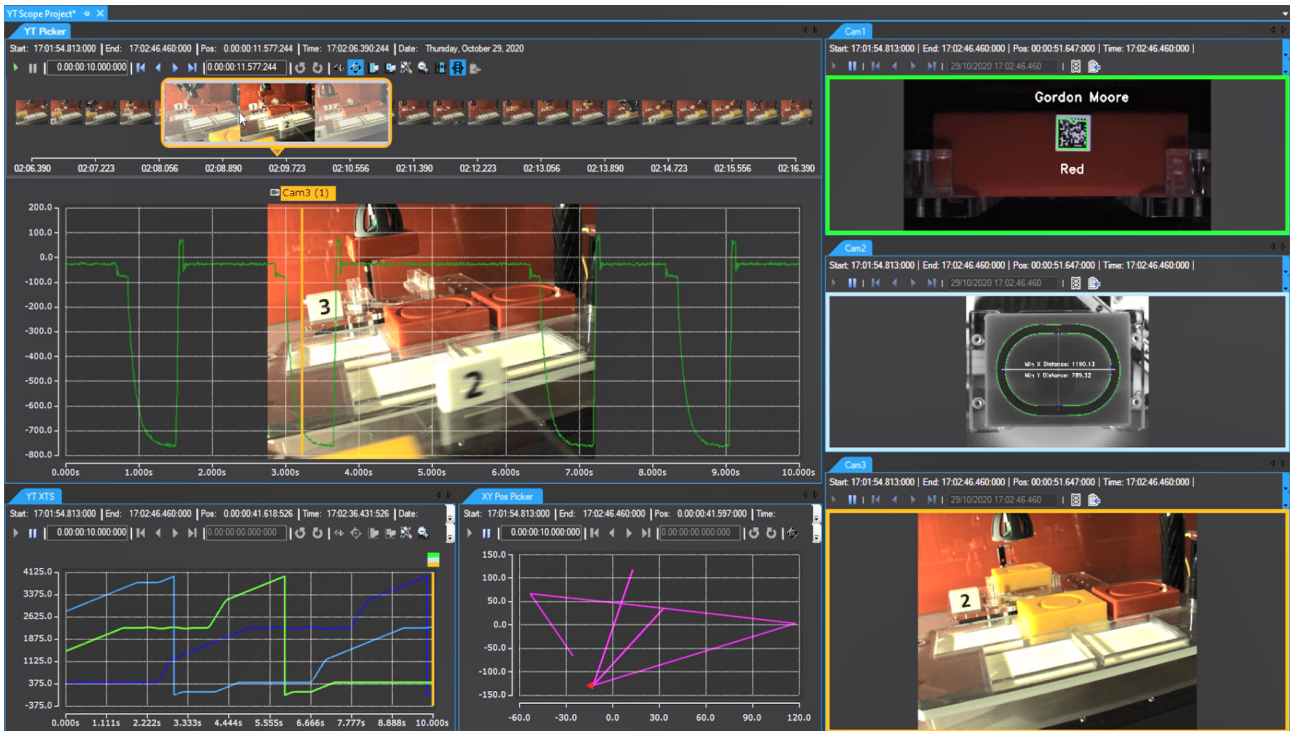 YT Scope Project*
YT Picker
Start: 17:01:54.813:000 | End: 17:02:46.460:000 | Pos: 0.00:00:11.577:244 | Time: 17:02:06.390:244 | Date: Thursday, October 29, 2020
0.00:00:10.000:000 0.00:00:11.577:244
2
02:06.390 02:07.223 02:08.056 02:08.890 02:09.723 02:10.556 02:11.390 02:12.223 02:13.056 02:13.890 02:14.723 02:15.556 02:16.390
Cam3 (1)
200.0
100.0
0.0
-100.0
-200.0
-300.0
-400.0
-500.0
-600.0
-700.0
-800.0
3
2
0.000s 1.000s 2.000s 3.000s 4.000s 5.000s 6.000s 7.000s 8.000s 9.000s 10.000s
YT XTS
Start: 17:01:54.813:000 | End: 17:02:46.460:000 | Pos: 0.00:00:41.618:526 | Time: 17:02:36.431:526 | Date:
0.00:00:10.000:000 0.00:00:00.000:000
4125.0
3375.0
2625.0
1875.0
1125.0
375.0
-375.0
0.000s 1.111s 2.222s 3.333s 4.444s 5.555s 6.666s 7.777s 8.888s 10.000s
XY Pos Picker
Start: 17:01:54.813:000 | End: 17:02:46.460:000 | Pos: 0.00:00:41.597:000 | Time:
0.00:00:10.000:000 0.00:00:00.000:000
150.0
100.0
50.0
0.0
-50.0
-100.0
-150.0
-60.0 -30.0 0.0 30.0 60.0 90.0 120.0
Cam1
Start: 17:01:54.813:000 | End: 17:02:46.460:000 | Pos: 00:00:51.647:000 | Time: 17:02:46.460:000 |
29/10/2020 17:02:46.460
Gordon Moore
Red
Cam2
Start: 17:01:54.813:000 | End: 17:02:46.460:000 | Pos: 00:00:51.647:000 | Time: 17:02:46.460:000 |
29/10/2020 17:02:46.460
Min X Distance: 1190.13
Min Y Distance: 789.32
Cam3
Start: 17:01:54.813:000 | End: 17:02:46.460:000 | Pos: 00:00:51.647:000 | Time: 17:02:46.460:000 |
29/10/2020 17:02:46.460
2